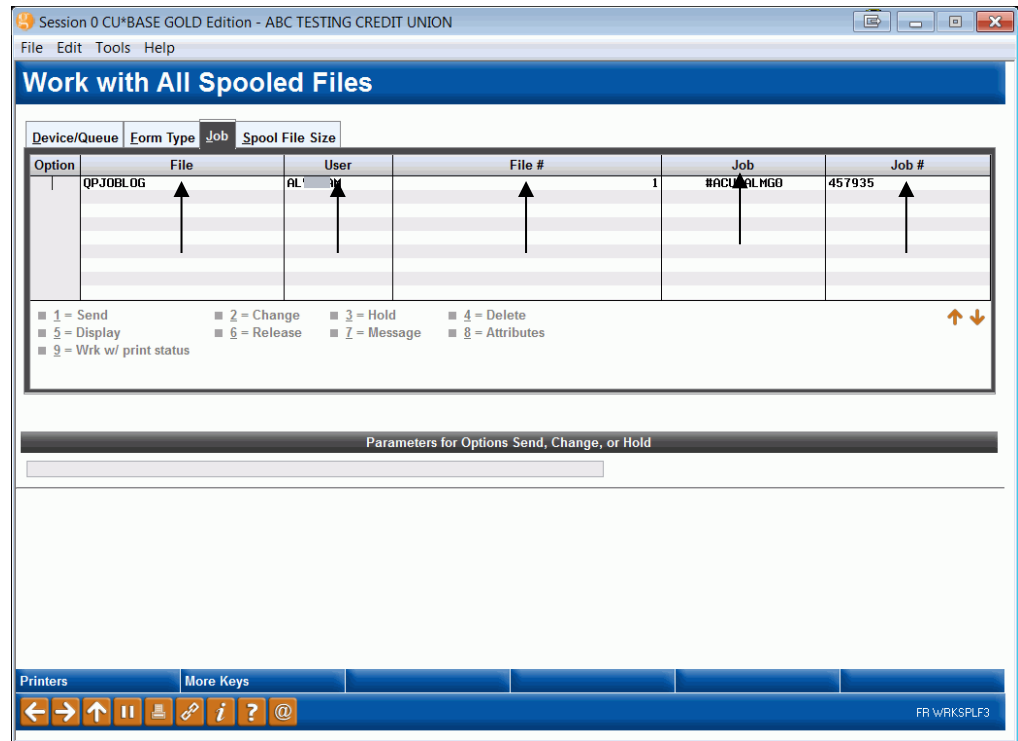 Session 0 CU*BASE GOLD Edition - ABC TESTING CREDIT UNION
File Edit Tools Help
Work with All Spooled Files
Device/Queue Form Type Job Spool File Size
Option File User File # Job Job #
QPJOBLOG 1 457935
1 = Send 2 = Change 3 = Hold 4 = Delete
5 = Display 6 = Release 7 = Message 8 = Attributes
9 = Wrk w/ print status
Parameters for Options Send, Change, or Hold
Printers More Keys
FR WRKSPLF3